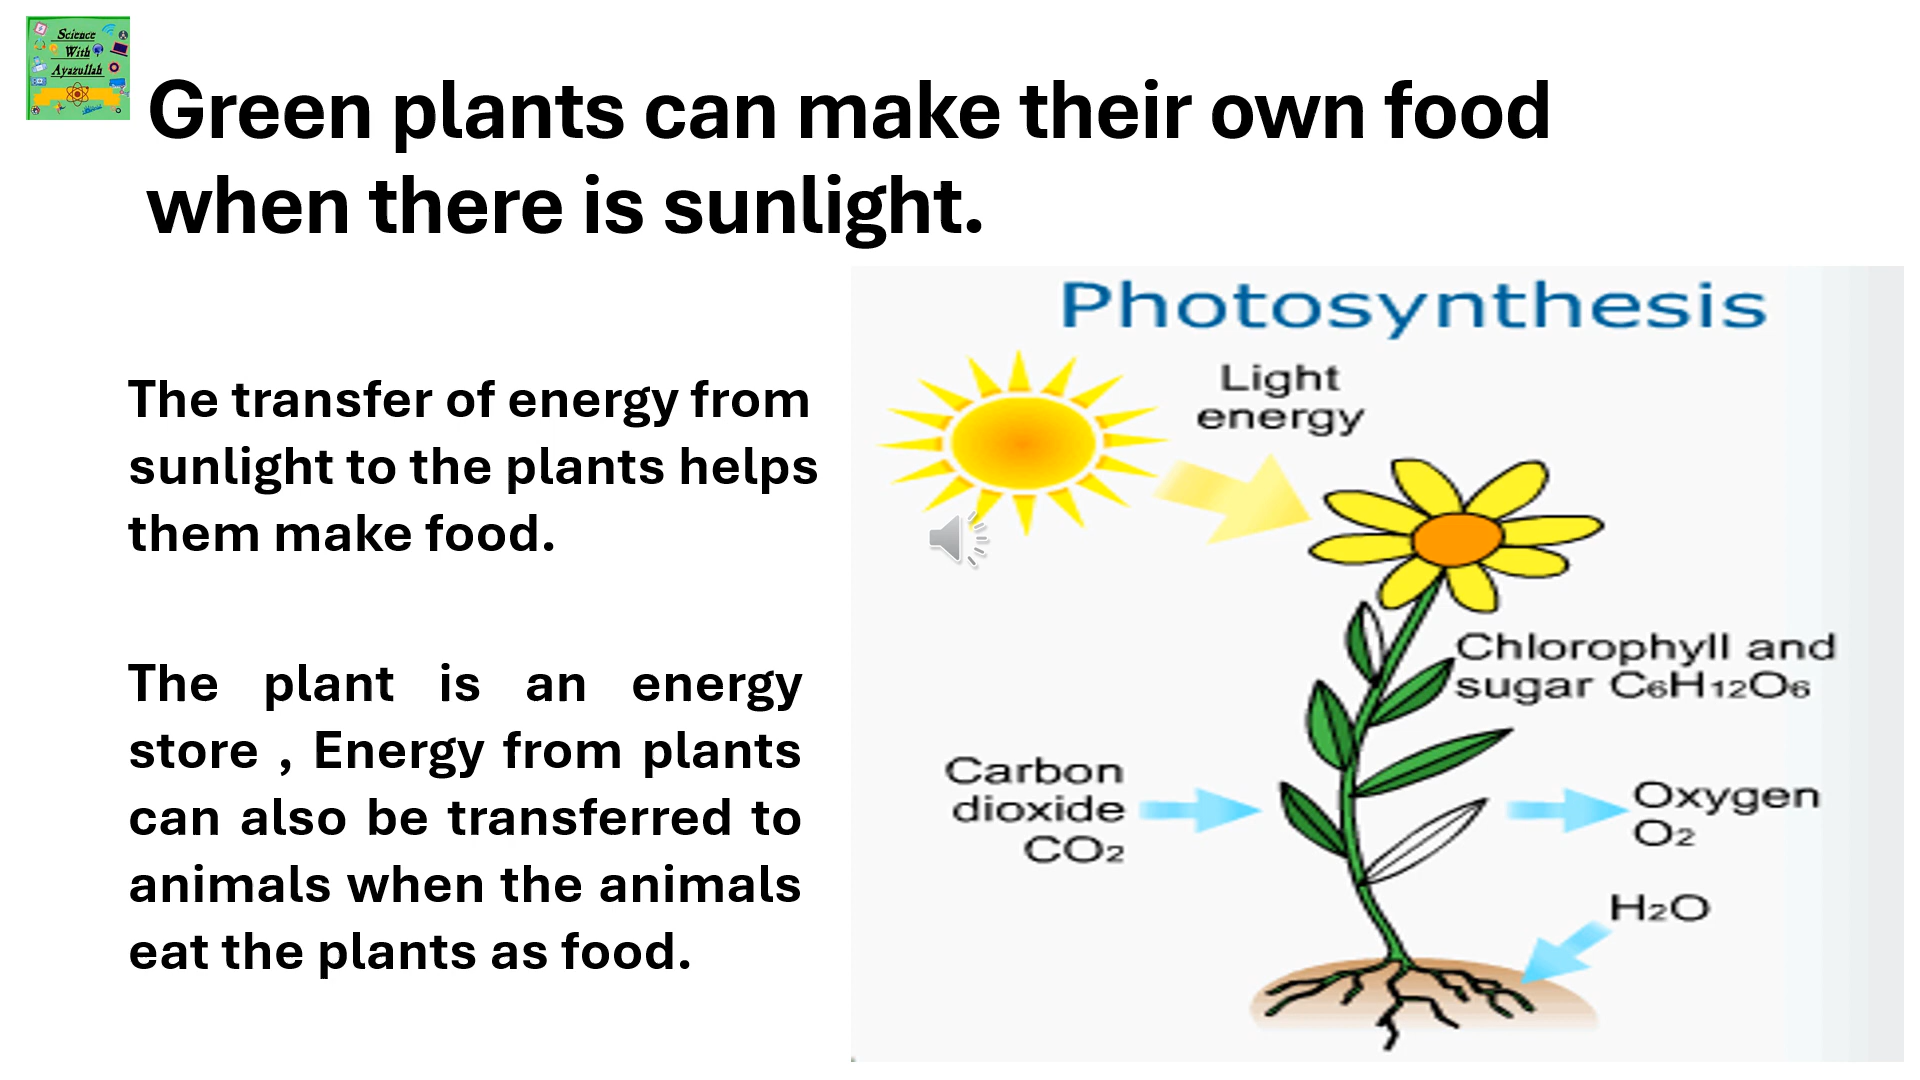 Science
With
Ayazullah
Green plants can make their own food
when there is sunlight.
The transfer of energy from
sunlight to the plants helps
them make food.
The plant is an energy
store , Energy from plants
can also be transferred to
animals when the animals
eat the plants as food.
Photosynthesis
Light
energy
Chlorophyll and
sugar C₆H₁₂O₆
Carbon
dioxide
CO₂
Oxygen
O₂
H₂O